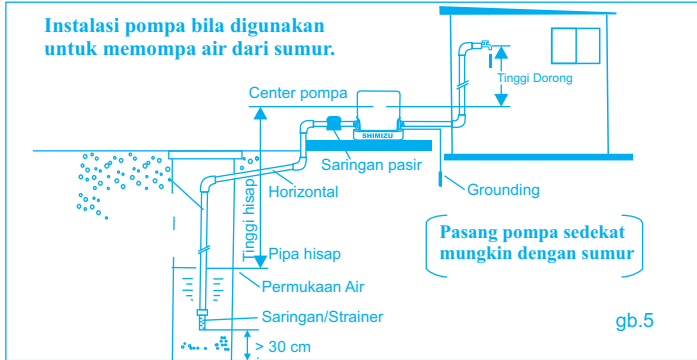 Instalasi pompa bila digunakan
untuk memompa air dari sumur.
Tinggi Dorong
Center pompa
SHIMIZU
Saringan pasir
Horizontal
Grounding
Tinggi hisap
Pasang pompa sedekat
mungkin dengan sumur
Pipa hisap
Permukaan Air
Saringan/Strainer
gb.5
> 30 cm